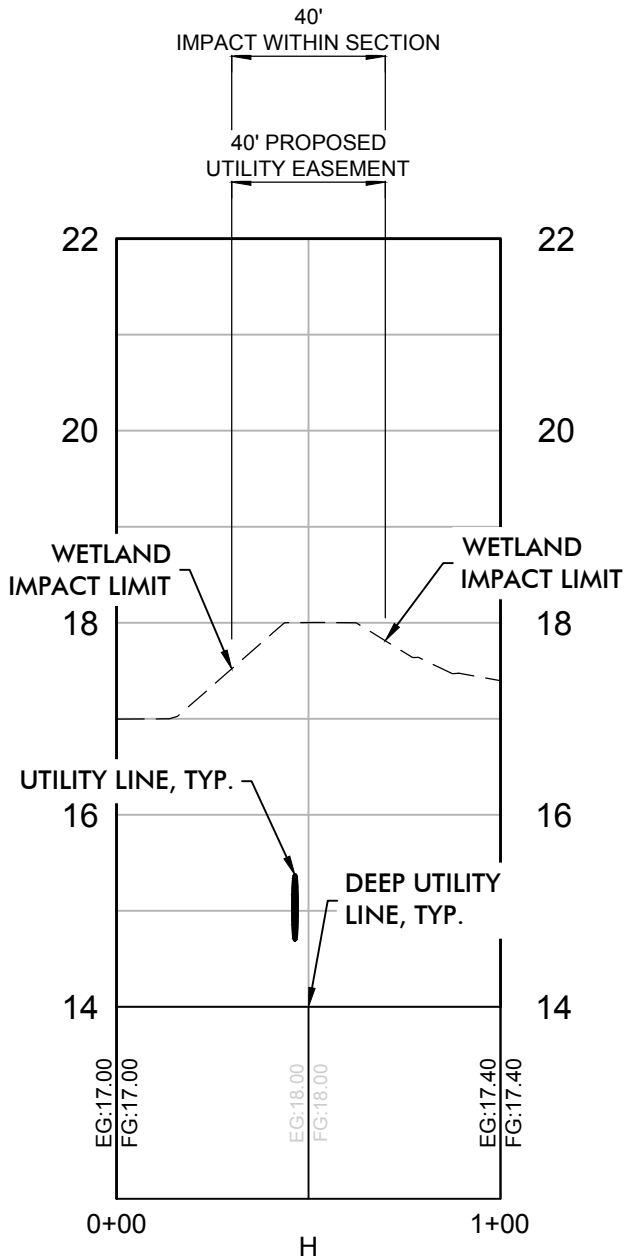 40'
IMPACT WITHIN SECTION
40' PROPOSED
UTILITY EASEMENT
22 22
20 20
WETLAND
IMPACT LIMIT
WETLAND
IMPACT LIMIT
18 18
UTILITY LINE, TYP.
16 16
DEEP UTILITY
LINE, TYP.
14 14
EG:17.00
FG:17.00
EG:18.00
FG:18.00
EG:17.40
FG:17.40
0+00 1+00
H